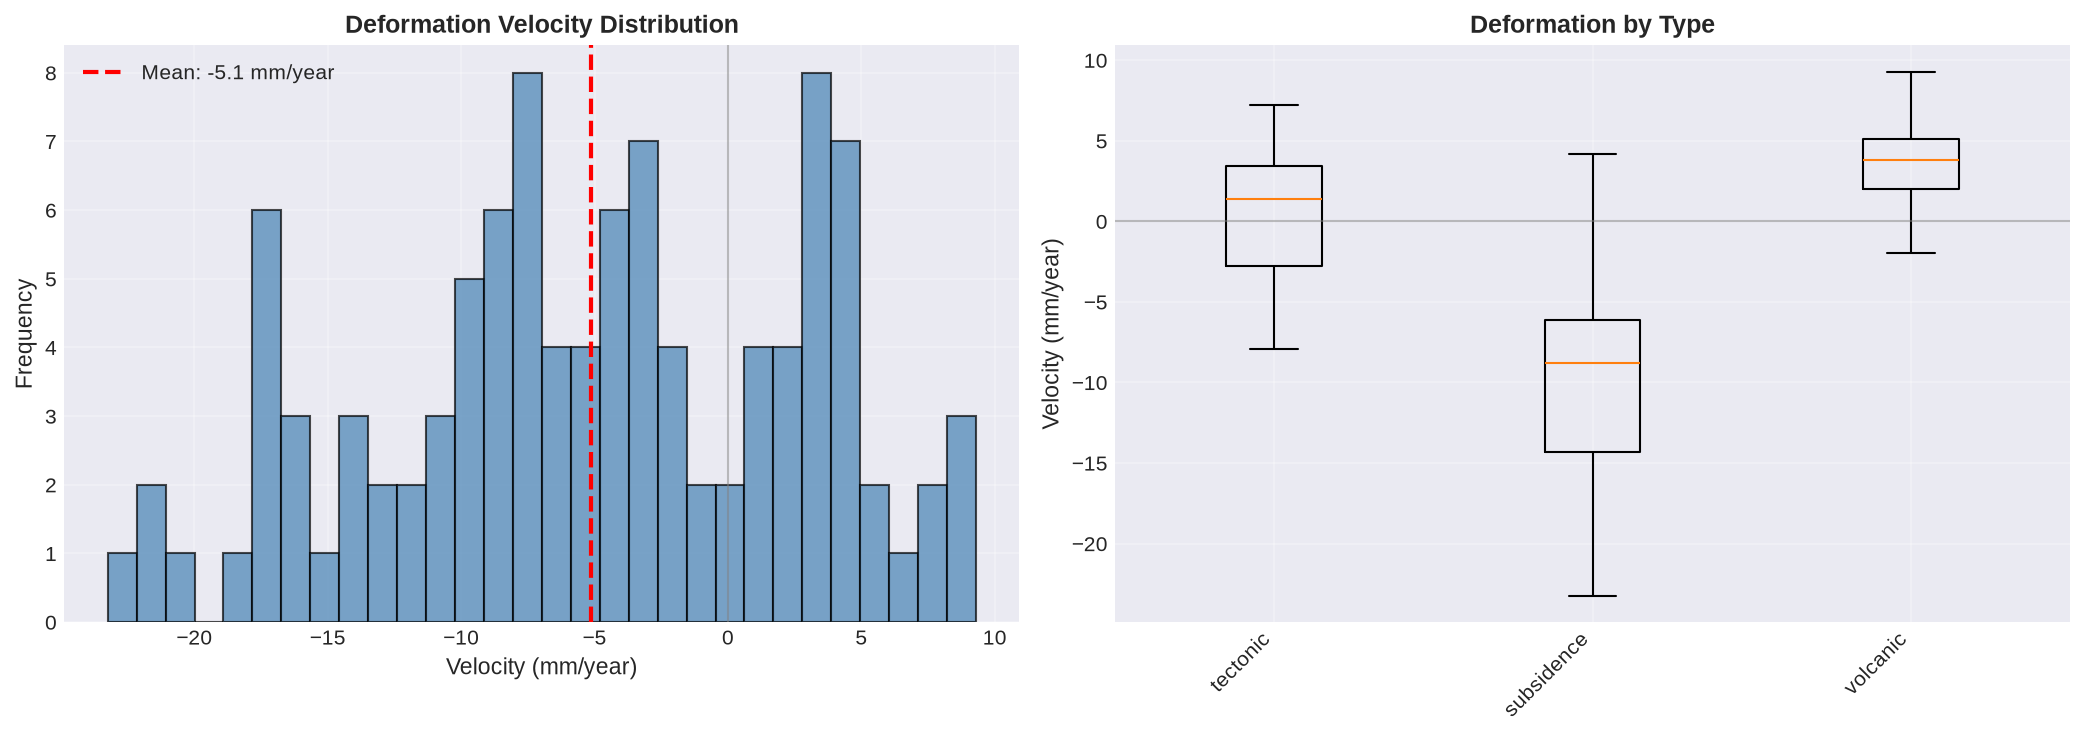 Deformation Velocity Distribution
Mean: -5.1 mm/year
8
7
6
5
4
3
2
1
0
Frequency
−20
−15
−10
−5
0
5
10
Velocity (mm/year)
Deformation by Type
10
5
0
−5
−10
−15
−20
Velocity (mm/year)
tectonic
subsidence
volcanic